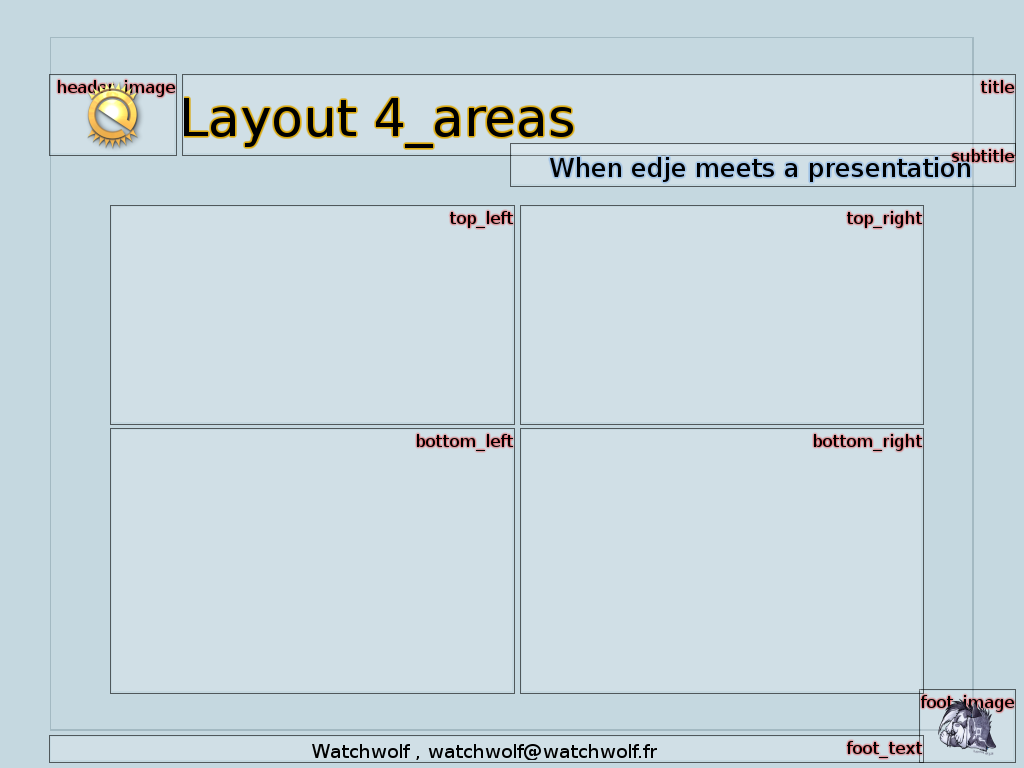 header_image
title
Layout 4_areas
subtitle
When edje meets a presentation
top_left
top_right
bottom_left
bottom_right
foot_image
foot_text
Watchwolf , watchwolf@watchwolf.fr